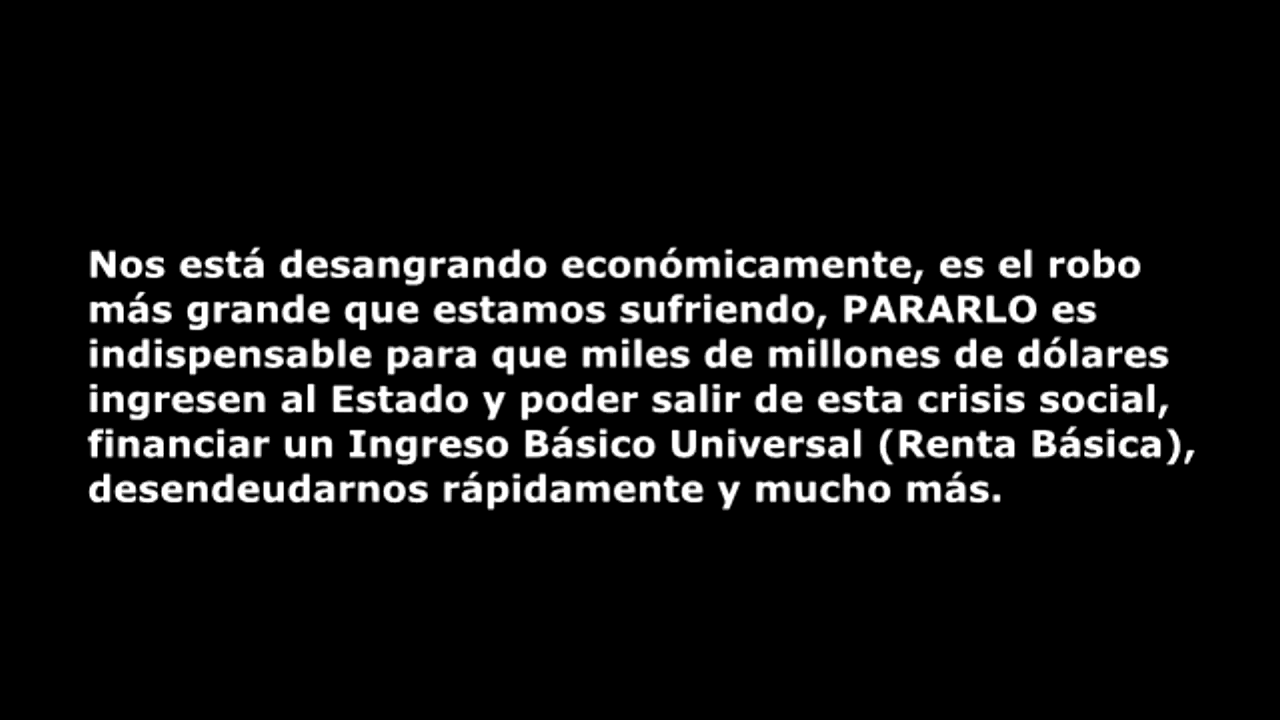 Nos está desangrando económicamente, es el robo
más grande que estamos sufriendo, PARARLO es
indispensable para que miles de millones de dólares
ingresen al Estado y poder salir de esta crisis social,
financiar un Ingreso Básico Universal (Renta Básica),
desendeudarnos rápidamente y mucho más.